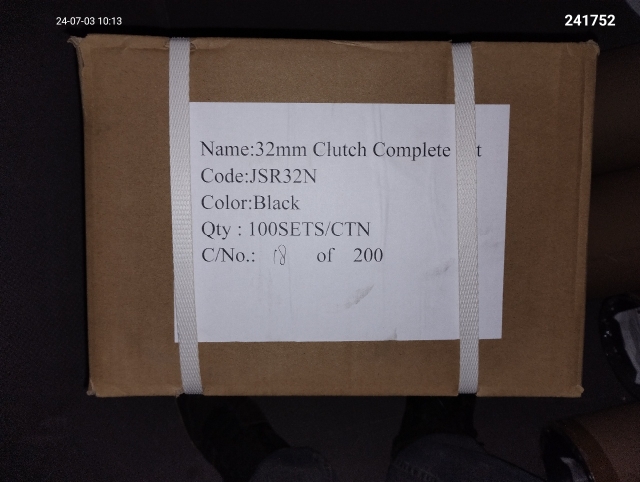 24-07-03 10:13
241752
Name:32mm Clutch Complete
Code:JSR32N
Color:Black
Qty : 100SETS/CTN
C/No.: 18 of 200